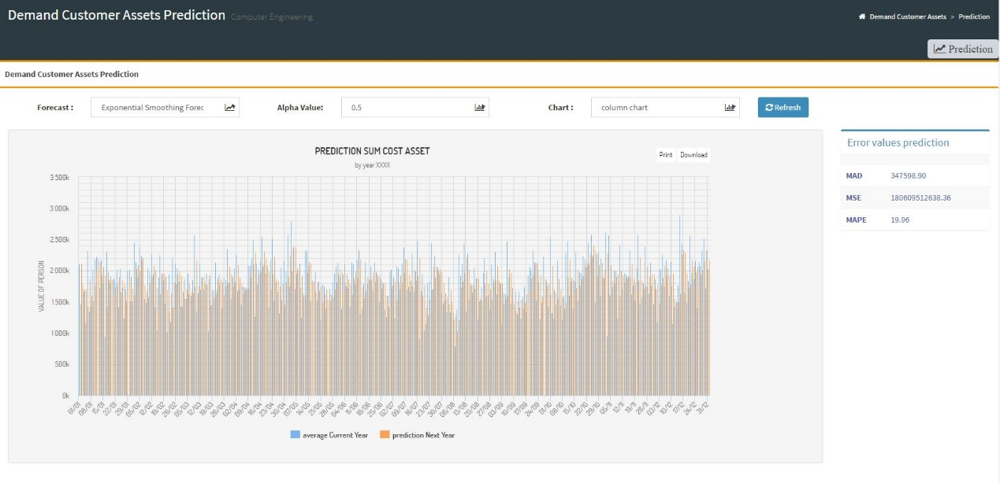 Demand Customer Assets Prediction Computer Engineering
Demand Customer Assets > Prediction
Prediction
Demand Customer Assets Prediction
Forecast : Exponential Smoothing Forec Alpha Value: 0.5 Chart : column chart Refresh
PREDICTION SUM COST ASSET
by year XXXX
Print Download
VALUE OF PERSON
3 500k
3 000k
2 500k
2 000k
1 500k
1 000k
500k
0k
01/01 08/01 15/01 22/01 29/01 05/02 12/02 19/02 26/02 05/03 12/03 19/03 26/03 02/04 09/04 16/04 23/04 30/04 07/05 14/05 21/05 28/05 04/06 11/06 18/06 25/06 02/07 09/07 16/07 23/07 30/07 06/08 13/08 20/08 27/08 03/09 10/09 17/09 24/09 01/10 08/10 15/10 22/10 29/10 05/11 12/11 19/11 26/11 03/12 10/12 17/12 24/12 31/12
average Current Year prediction Next Year
Error values prediction
MAD 347598.90
MSE 180609512638.36
MAPE 19.96